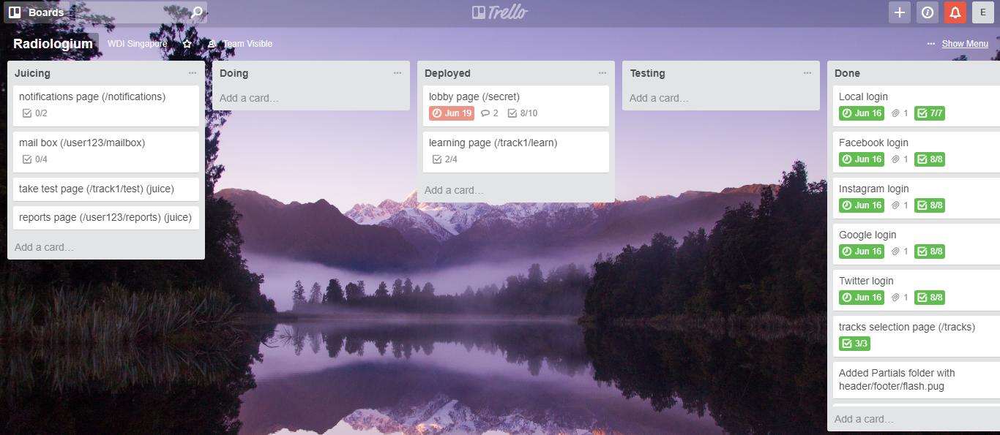 Boards
Trello
E
Radiologium
WDI Singapore
Team Visible
... Show Menu
Juicing ...
notifications page (/notifications)
0/2
mail box (/user123/mailbox)
0/4
take test page (/track1/test) (juice)
reports page (/user123/reports) (juice)
Add a card...
Doing ...
Add a card...
Deployed ...
lobby page (/secret)
Jun 19 2 8/10
learning page (/track1/learn)
2/4
Add a card...
Testing ...
Add a card...
Done
Local login
Jun 16 1 7/7
Facebook login
Jun 16 1 8/8
Instagram login
Jun 16 1 8/8
Google login
Jun 16 1 8/8
Twitter login
Jun 16 1 8/8
tracks selection page (/tracks)
3/3
Added Partials folder with
header/footer/flash.pug
Add a card...